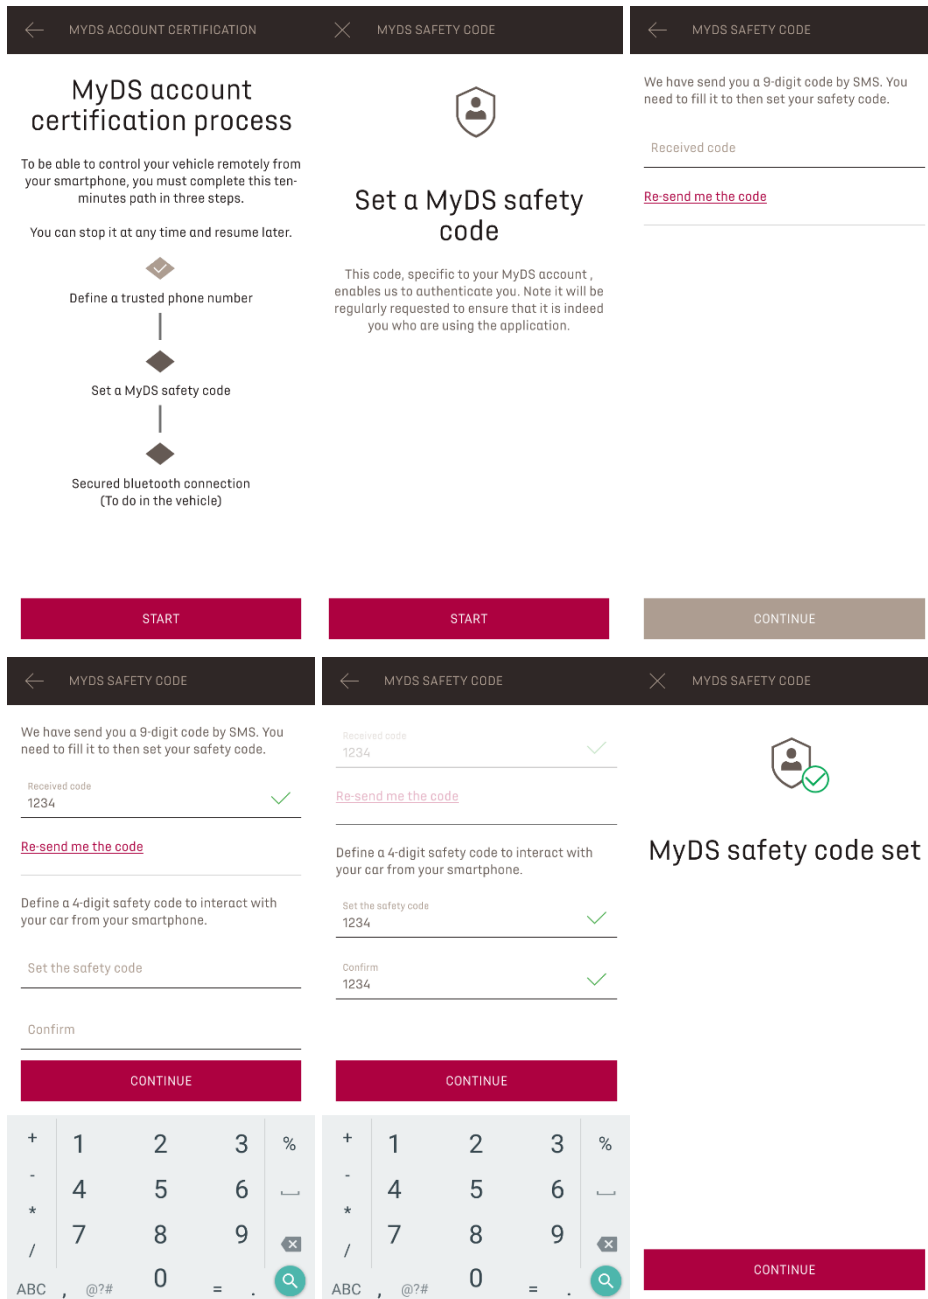 MYDS ACCOUNT CERTIFICATION
MyDS account
certification process
To be able to control your vehicle remotely from
your smartphone, you must complete this ten-
minutes path in three steps.
You can stop it at any time and resume later.
Define a trusted phone number
Set a MyDS safety code
Secured bluetooth connection
(To do in the vehicle)
START
MYDS SAFETY CODE
Set a MyDS safety
code
This code, specific to your MyDS account ,
enables us to authenticate you. Note it will be
regularly requested to ensure that it is indeed
you who are using the application.
START
MYDS SAFETY CODE
We have send you a 9-digit code by SMS. You
need to fill it to then set your safety code.
Received code
Re-send me the code
CONTINUE
MYDS SAFETY CODE
We have send you a 9-digit code by SMS. You
need to fill it to then set your safety code.
Received code
1234
Re-send me the code
Define a 4-digit safety code to interact with
your car from your smartphone.
Set the safety code
Confirm
CONTINUE
+ 1 2 3 %
- 4 5 6
* 7 8 9
/ 0
ABC , @?# = .
MYDS SAFETY CODE
Received code
1234
Re-send me the code
Define a 4-digit safety code to interact with
your car from your smartphone.
Set the safety code
1234
Confirm
1234
CONTINUE
+ 1 2 3 %
- 4 5 6
* 7 8 9
/ 0
ABC , @?# = .
MYDS SAFETY CODE
MyDS safety code set
CONTINUE